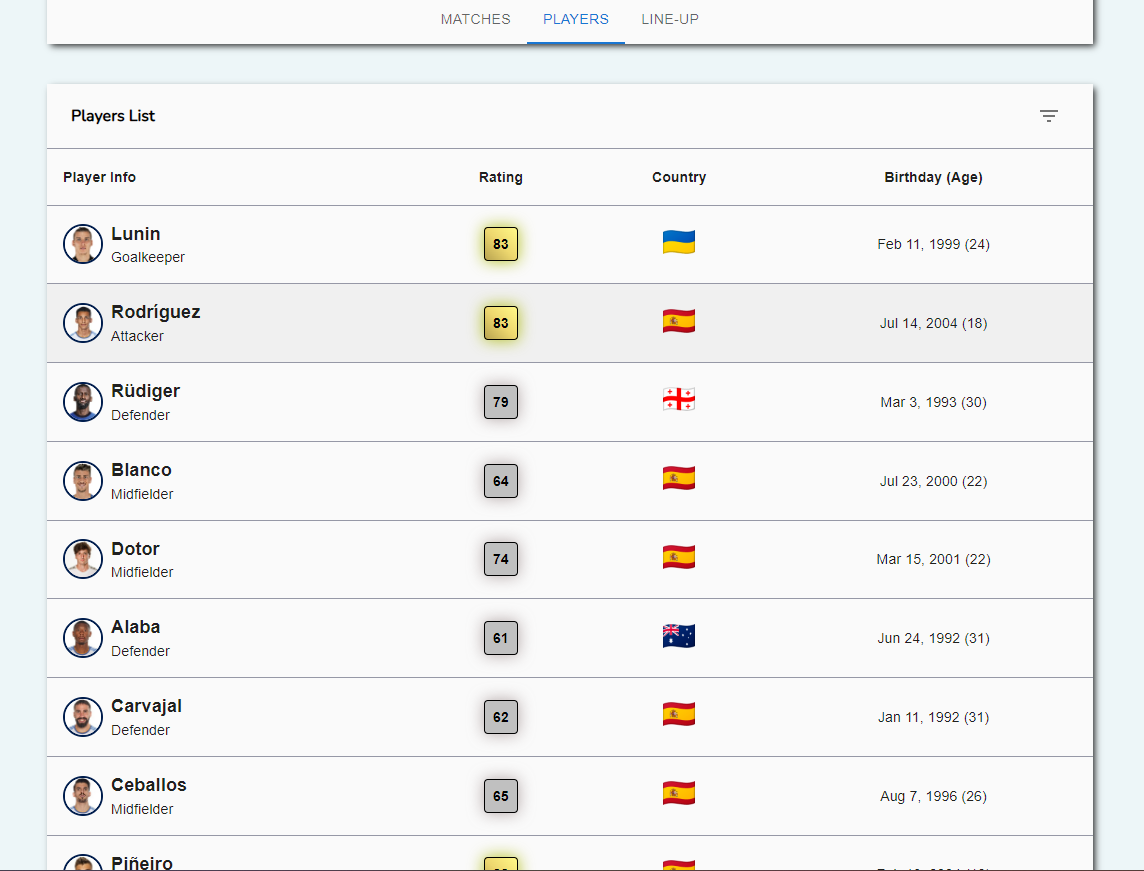 MATCHES PLAYERS LINE-UP
Players List
Player Info Rating Country Birthday (Age)
Lunin
Goalkeeper
83
Feb 11, 1999 (24)
Rodríguez
Attacker
83
Jul 14, 2004 (18)
Rüdiger
Defender
79
Mar 3, 1993 (30)
Blanco
Midfielder
64
Jul 23, 2000 (22)
Dotor
Midfielder
74
Mar 15, 2001 (22)
Alaba
Defender
61
Jun 24, 1992 (31)
Carvajal
Defender
62
Jan 11, 1992 (31)
Ceballos
Midfielder
65
Aug 7, 1996 (26)
Piñeiro